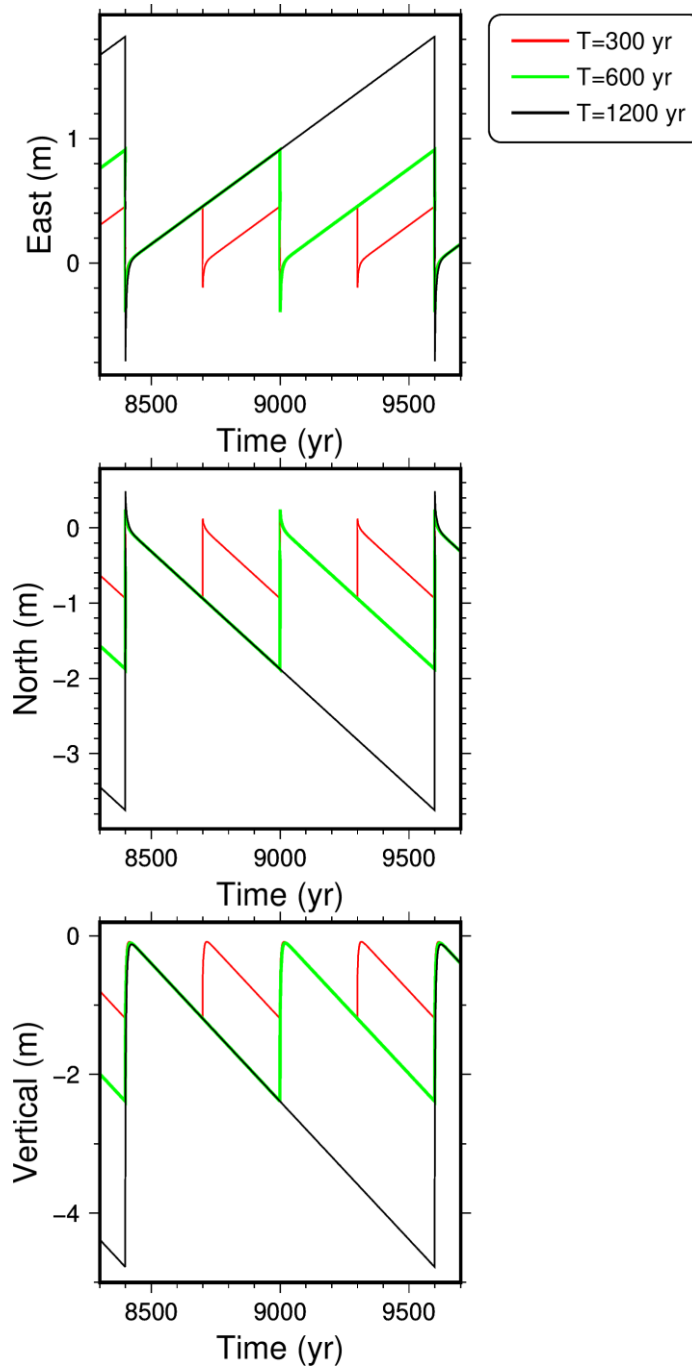 T=300 yr
T=600 yr
T=1200 yr
1
0
East (m)
8500 9000 9500
Time (yr)
0
−1
−2
−3
North (m)
8500 9000 9500
Time (yr)
0
−2
−4
Vertical (m)
8500 9000 9500
Time (yr)